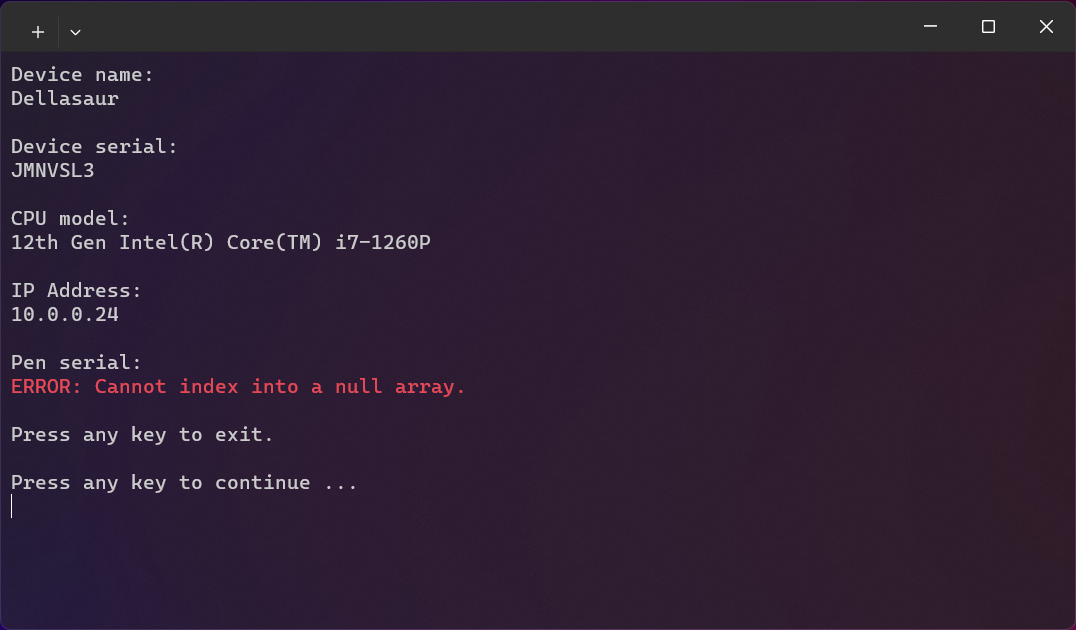 Device name:
Dellasaur
Device serial:
JMNVSL3
CPU model:
12th Gen Intel(R) Core(TM) i7-1260P
IP Address:
10.0.0.24
Pen serial:
ERROR: Cannot index into a null array.
Press any key to exit.
Press any key to continue ...